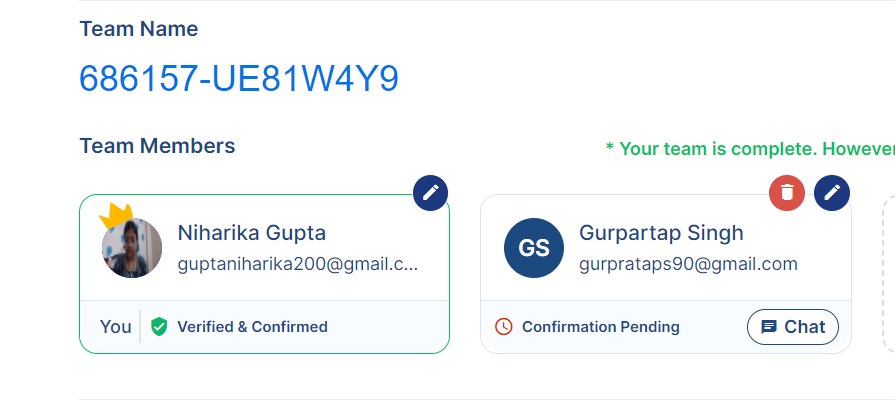 Team Name
686157-UE81W4Y9
Team Members
* Your team is complete. However
Niharika Gupta
guptaniharika200@gmail.c...
You
Verified & Confirmed
GS
Gurpartap Singh
gurprataps90@gmail.com
Confirmation Pending
Chat